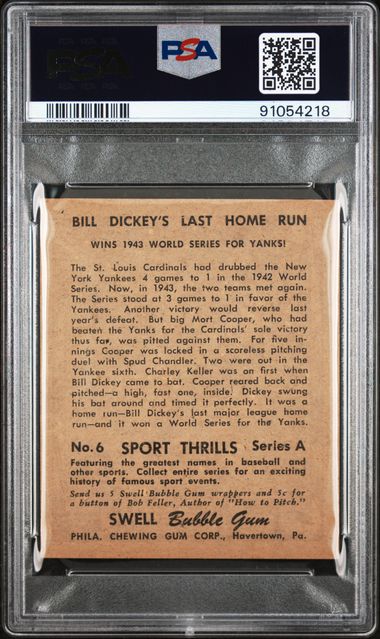 PSA
PSA
91054218
BILL DICKEY'S LAST HOME RUN
WINS 1943 WORLD SERIES FOR YANKS!
The St. Louis Cardinals had drubbed the New
York Yankees 4 games to 1 in the 1942 World
Series. Now, in 1943, the two teams met again.
The Series stood at 3 games to 1 in favor of the
Yankees. Another victory would reverse last
year's defeat. But big Mort Cooper, who had
beaten the Yanks for the Cardinals' sole victory
thus far, was pitted against them. For five in-
nings Cooper was locked in a scoreless pitching
duel with Spud Chandler. Two were out in the
Yankee sixth. Charley Keller was on first when
Bill Dickey came to bat. Cooper reared back and
pitched—a high, fast one, inside. Dickey swung
his bat around and timed it perfectly. It was a
home run—Bill Dickey's last major league home
run—and it won a World Series for the Yanks.
No. 6 SPORT THRILLS Series A
Featuring the greatest names in baseball and
other sports. Collect entire series for an exciting
history of famous sport events.
Send us 5 Swell Bubble Gum wrappers and 5c for
a button of Bob Feller, Author of "How to Pitch."
SWELL Bubble Gum
PHILA. CHEWING GUM CORP., Havertown, Pa.